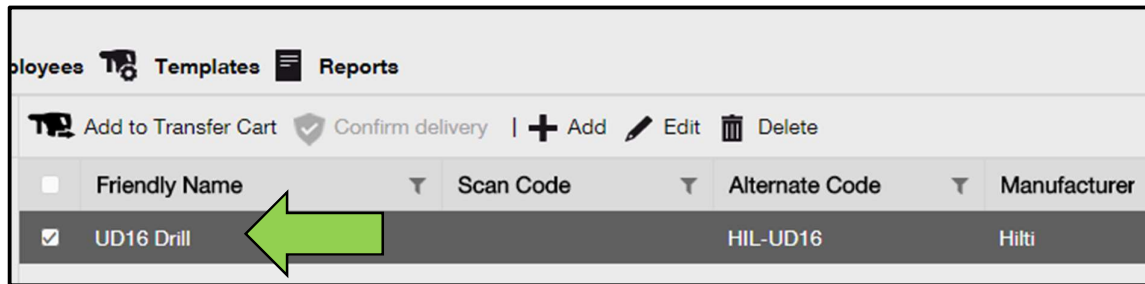 ployees Templates Reports
Add to Transfer Cart Confirm delivery | Add Edit Delete
Friendly Name Scan Code Alternate Code Manufacturer
UD16 Drill HIL-UD16 Hilti